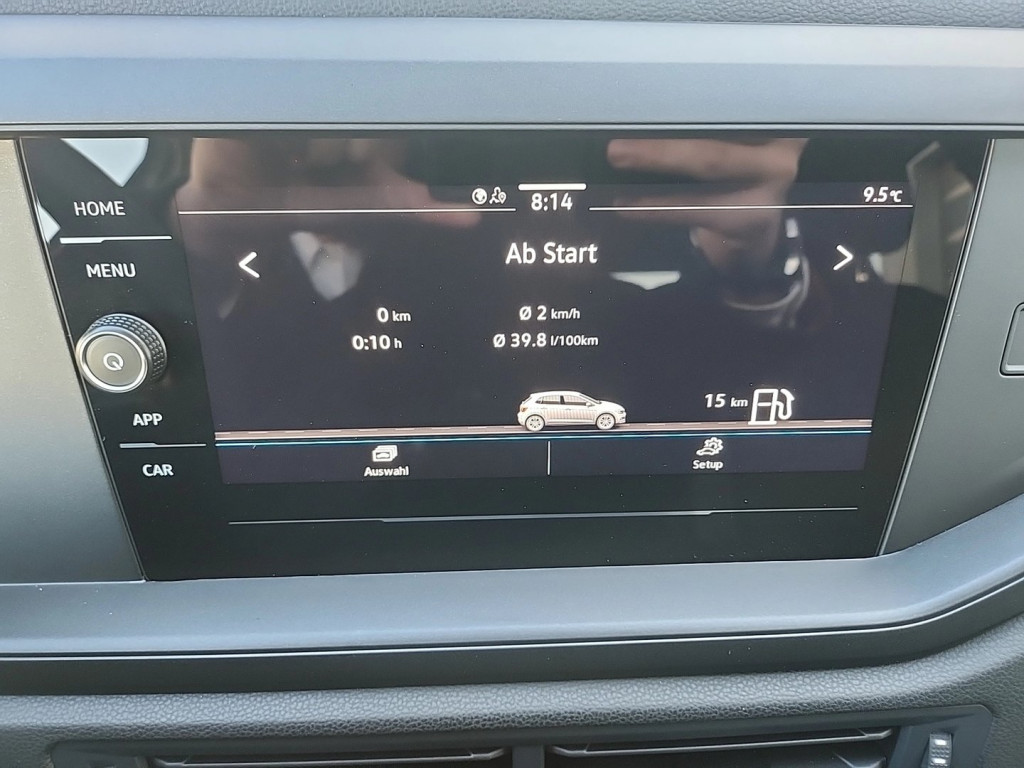 HOME
MENU
APP
CAR
8:14
9.5°C
Ab Start
0 km
Ø 2 km/h
0:10 h
Ø 39.8 l/100km
15 km
Auswahl
Setup